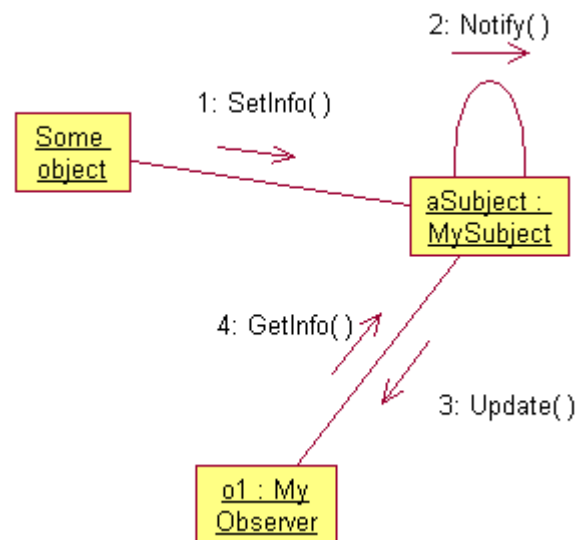 2: Notify( )
1: SetInfo( )
Some
object
aSubject :
MySubject
4: GetInfo( )
3: Update( )
o1 : My
Observer